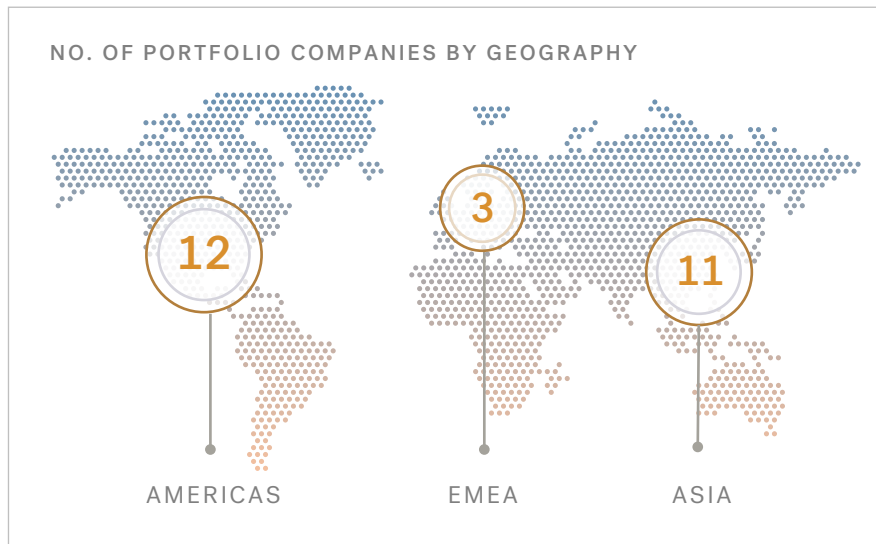 NO. OF PORTFOLIO COMPANIES BY GEOGRAPHY
12
3
11
AMERICAS
EMEA
ASIA